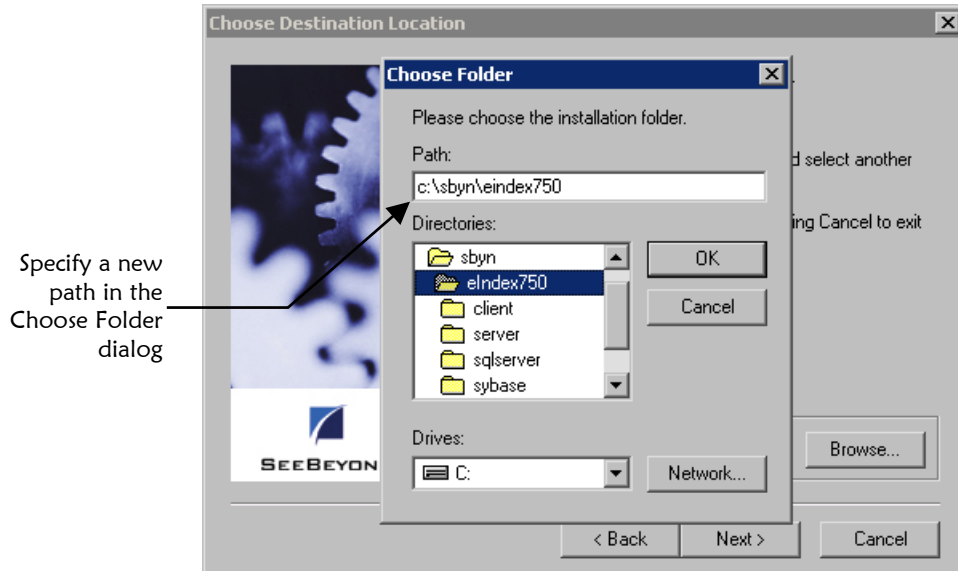 Choose Destination Location
Choose Folder
Please choose the installation folder.
Path:
c:\sbyn\eindex750
Directories:
sbyn
eIndex750
client
server
sqlserver
sybase
OK
Cancel
Drives:
C:
Network...
d select another
ing Cancel to exit
Browse...
SEEBEYON
< Back
Next >
Cancel
Specify a new
path in the
Choose Folder
dialog